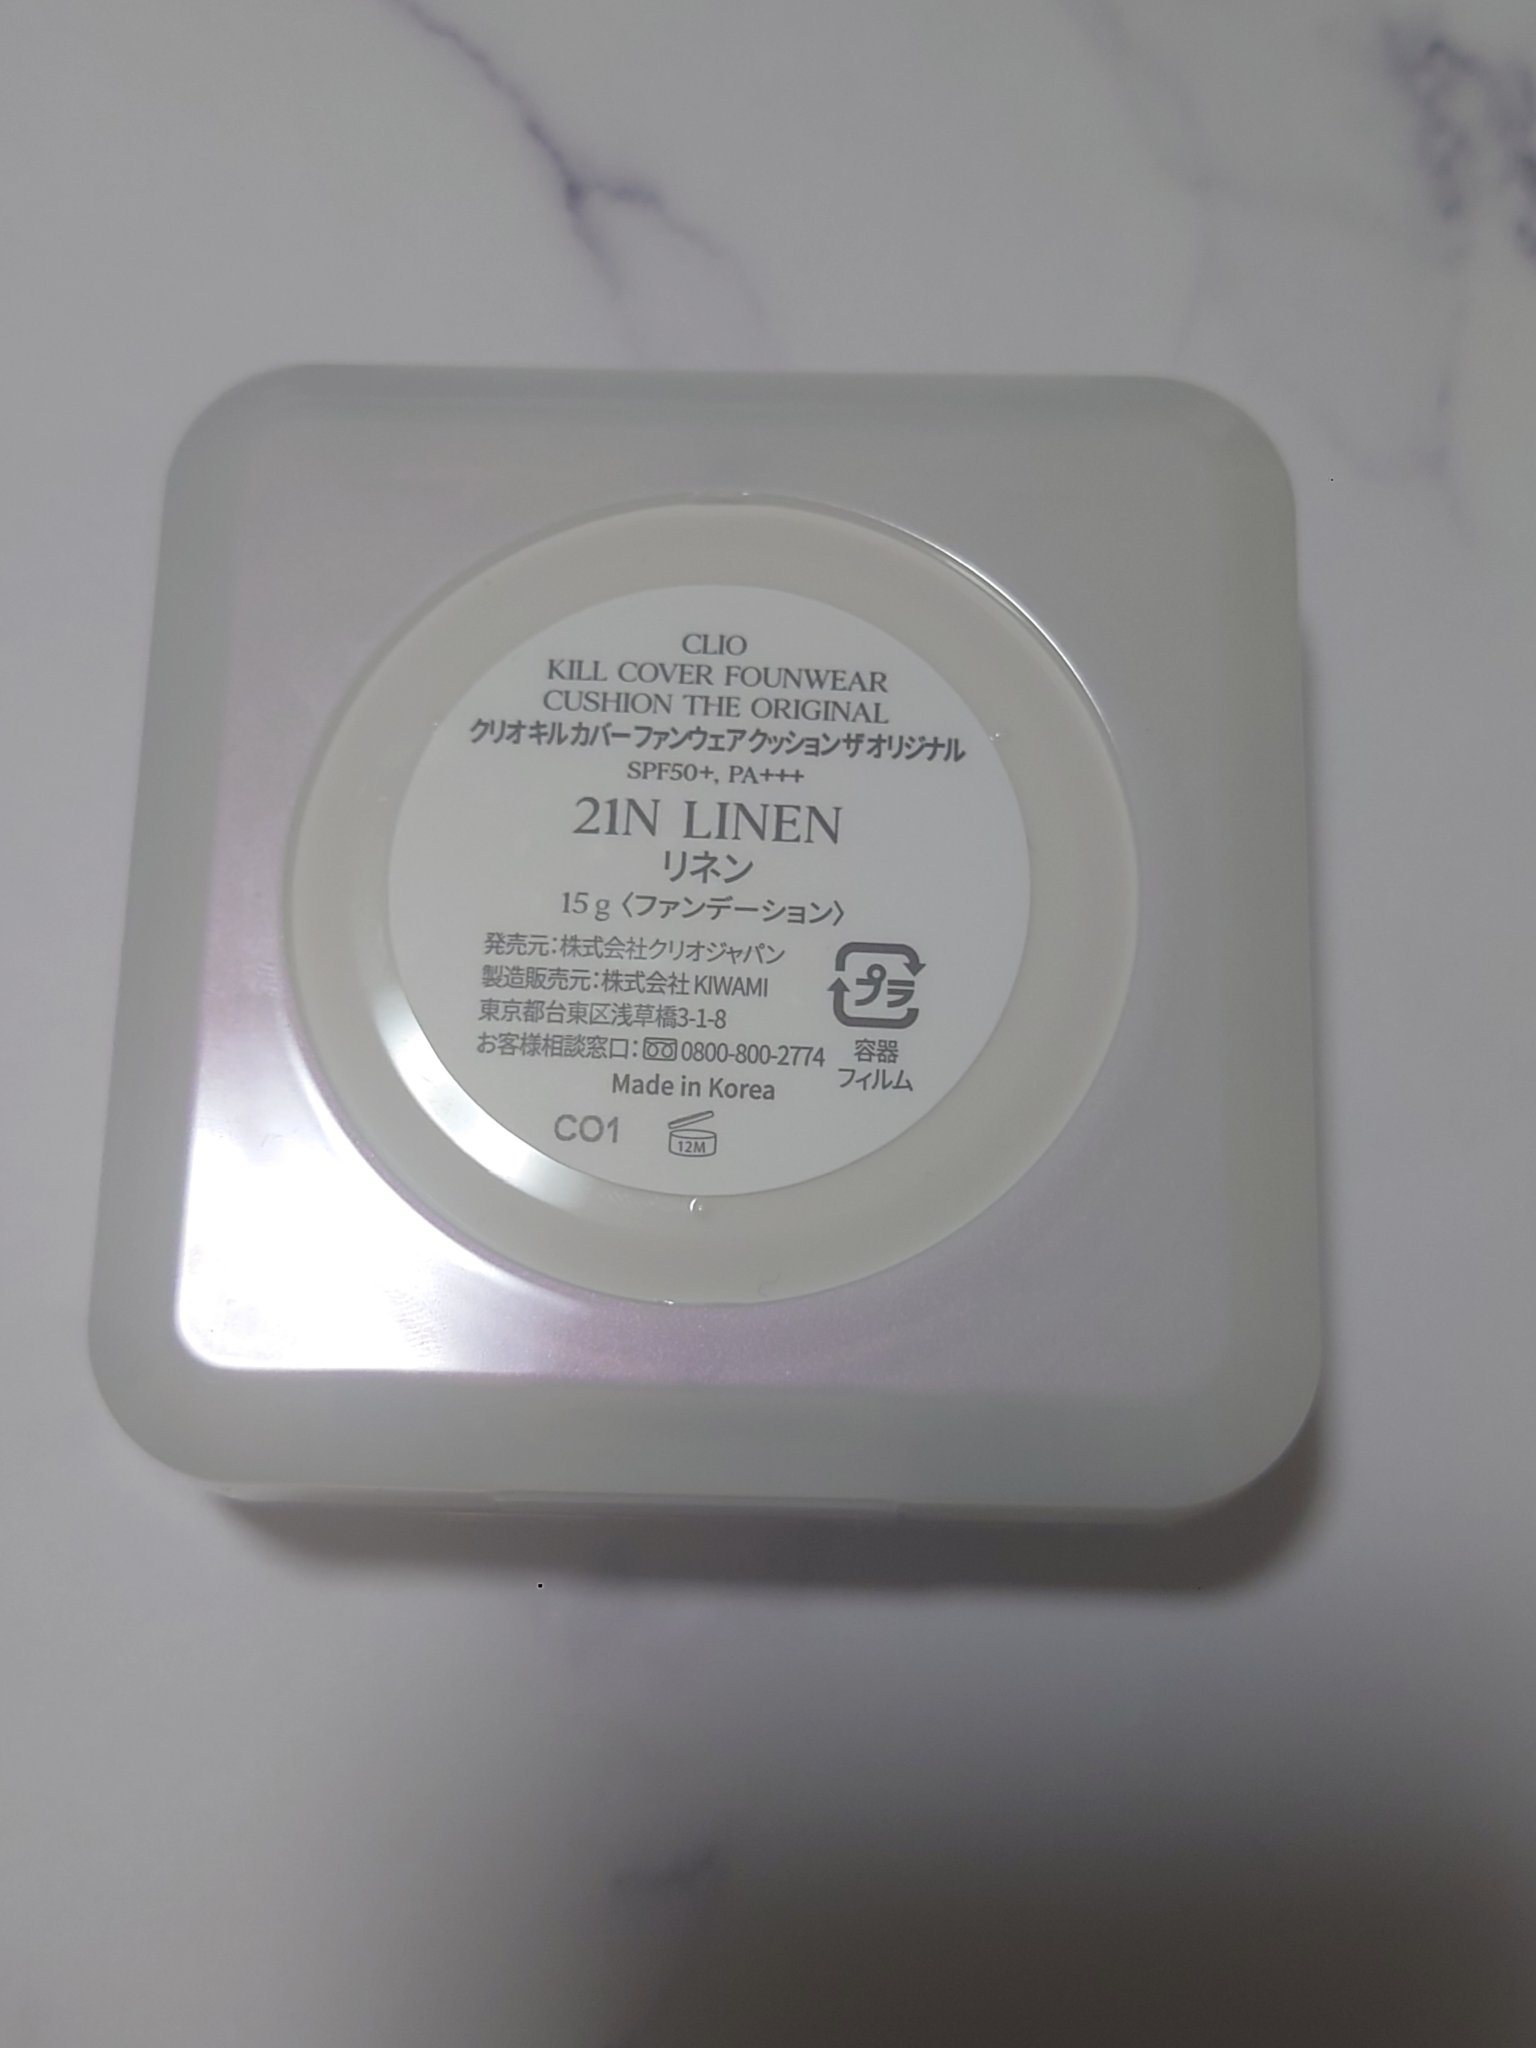 CLIO
KILL COVER FOUNWEAR
CUSHION THE ORIGINAL
クリオ キル カバー ファンウェア クッション ザ オリジナル
SPF50+, PA+++
21N LINEN
リネン
15 g〈ファンデーション〉
発売元：株式会社クリオジャパン
製造販売元：株式会社 KIWAMI
東京都台東区浅草橋3-1-8
お客様相談窓口：0800-800-2774
プラ
容器
フィルム
Made in Korea
CO1
12M